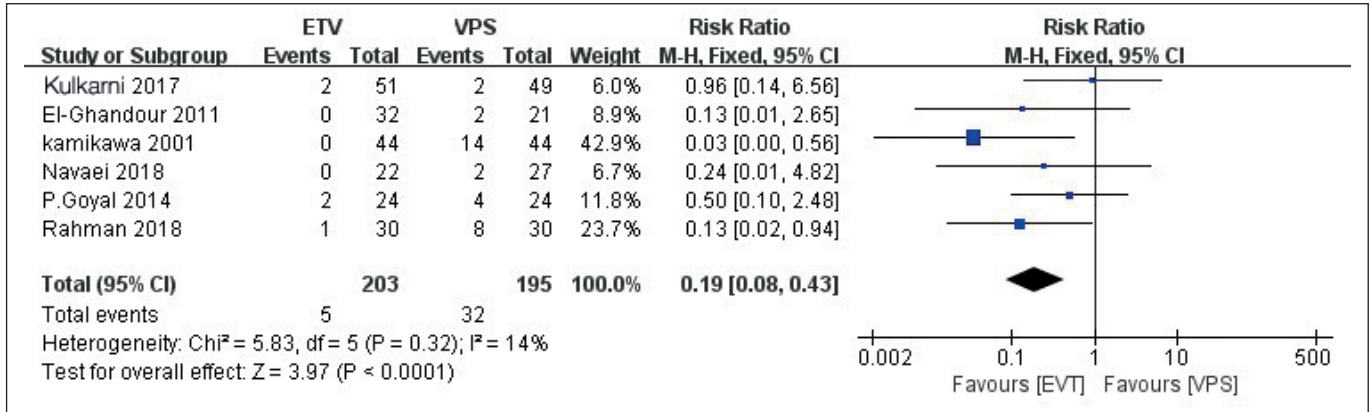 ETV VPS Risk Ratio Risk Ratio
Study or Subgroup Events Total Events Total Weight M-H, Fixed, 95% CI M-H, Fixed, 95% CI
Kulkarni 2017 2 51 2 49 6.0% 0.96 [0.14, 6.56]
El-Ghandour 2011 0 32 2 21 8.9% 0.13 [0.01, 2.65]
kamikawa 2001 0 44 14 44 42.9% 0.03 [0.00, 0.56]
Navaei 2018 0 22 2 27 6.7% 0.24 [0.01, 4.82]
P.Goyal 2014 2 24 4 24 11.8% 0.50 [0.10, 2.48]
Rahman 2018 1 30 8 30 23.7% 0.13 [0.02, 0.94]
Total (95% CI) 203 195 100.0% 0.19 [0.08, 0.43]
Total events 5 32
Heterogeneity: Chi² = 5.83, df = 5 (P = 0.32); I² = 14%
Test for overall effect: Z = 3.97 (P < 0.0001)
0.002 0.1 1 10 500
Favours [EVT] Favours [VPS]